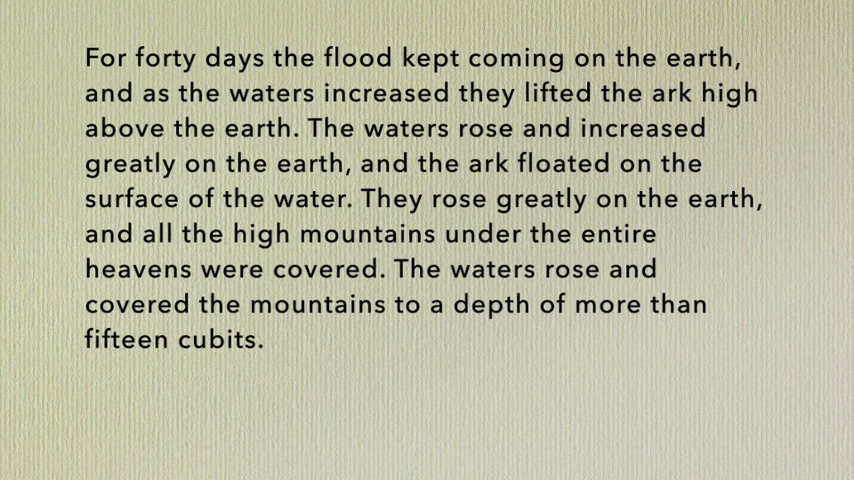 For forty days the flood kept coming on the earth,
and as the waters increased they lifted the ark high
above the earth. The waters rose and increased
greatly on the earth, and the ark floated on the
surface of the water. They rose greatly on the earth,
and all the high mountains under the entire
heavens were covered. The waters rose and
covered the mountains to a depth of more than
fifteen cubits.